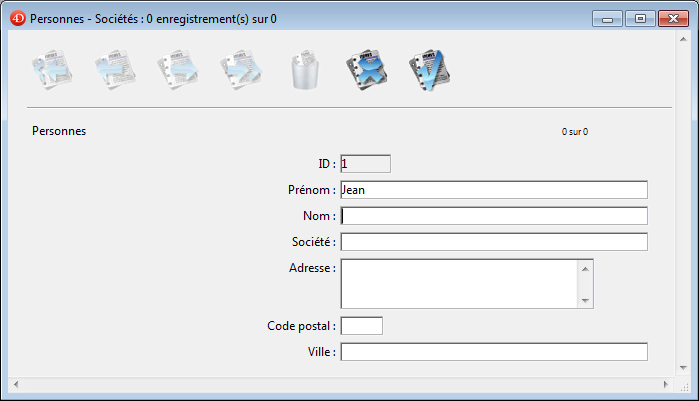 Personnes - Sociétés : 0 enregistrement(s) sur 0
Personnes
0 sur 0
ID : 1
Prénom : Jean
Nom :
Société :
Adresse :
Code postal :
Ville :